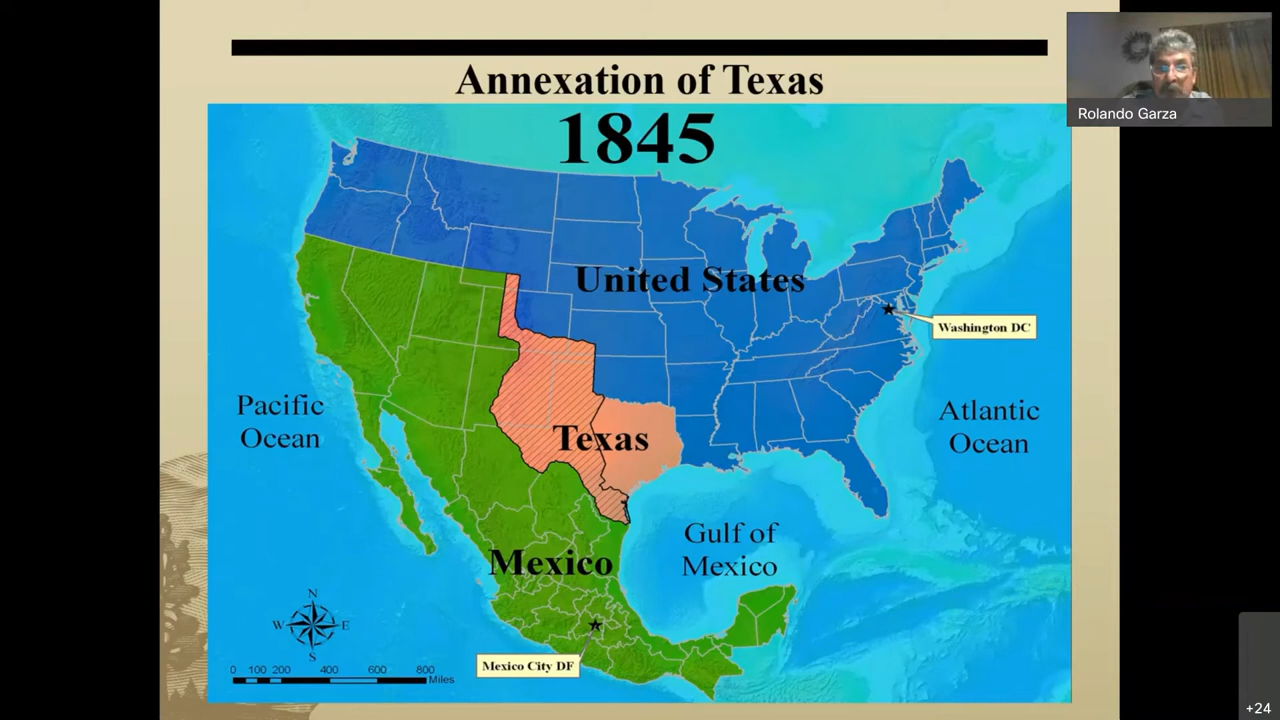 Annexation of Texas
1845
Rolando Garza
United States
Washington DC
Pacific
Ocean
Atlantic
Ocean
Texas
Gulf of
Mexico
Mexico
N
W E
S
Mexico City DF
0 100 200 400 600 800
Miles
+24